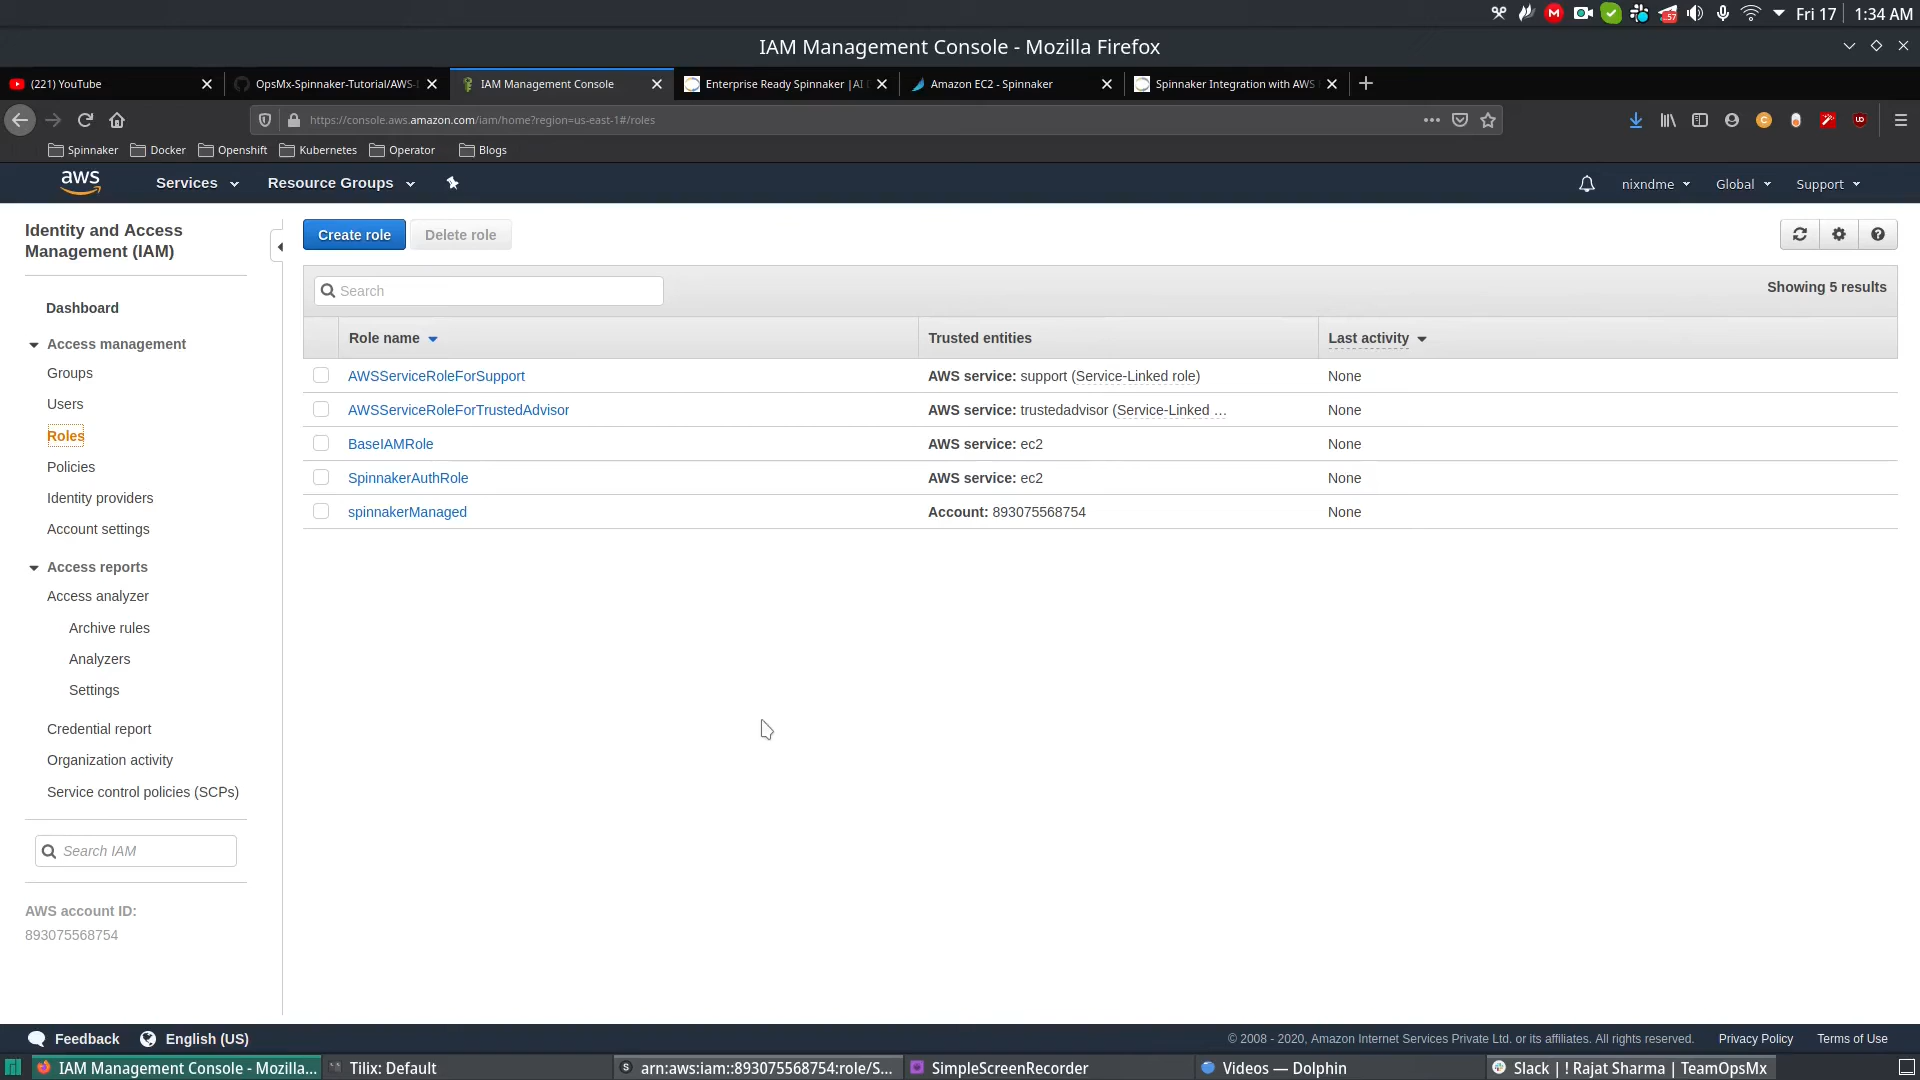 57
Fri 17
1:34 AM
IAM Management Console - Mozilla Firefox
(221) YouTube
OpsMx-Spinnaker-Tutorial/AWS-
IAM Management Console
Enterprise Ready Spinnaker |AI
Amazon EC2 - Spinnaker
Spinnaker Integration with AWS
https://console.aws.amazon.com/iam/home?region=us-east-1#/roles
Spinnaker
Docker
Openshift
Kubernetes
Operator
Blogs
aws
Services
Resource Groups
nixndme
Global
Support
Identity and Access
Management (IAM)
Dashboard
Access management
Groups
Users
Roles
Policies
Identity providers
Account settings
Access reports
Access analyzer
Archive rules
Analyzers
Settings
Credential report
Organization activity
Service control policies (SCPs)
Search IAM
AWS account ID:
893075568754
Create role
Delete role
Search
Showing 5 results
Role name
Trusted entities
Last activity
AWSServiceRoleForSupport
AWS service: support (Service-Linked role)
None
AWSServiceRoleForTrustedAdvisor
AWS service: trustedadvisor (Service-Linked …
None
BaseIAMRole
AWS service: ec2
None
SpinnakerAuthRole
AWS service: ec2
None
spinnakerManaged
Account: 893075568754
None
Feedback
English (US)
© 2008 - 2020, Amazon Internet Services Private Ltd. or its affiliates. All rights reserved.
Privacy Policy
Terms of Use
IAM Management Console - Mozilla...
Tilix: Default
arn:aws:iam::893075568754:role/S...
SimpleScreenRecorder
Videos — Dolphin
Slack | ! Rajat Sharma | TeamOpsMx